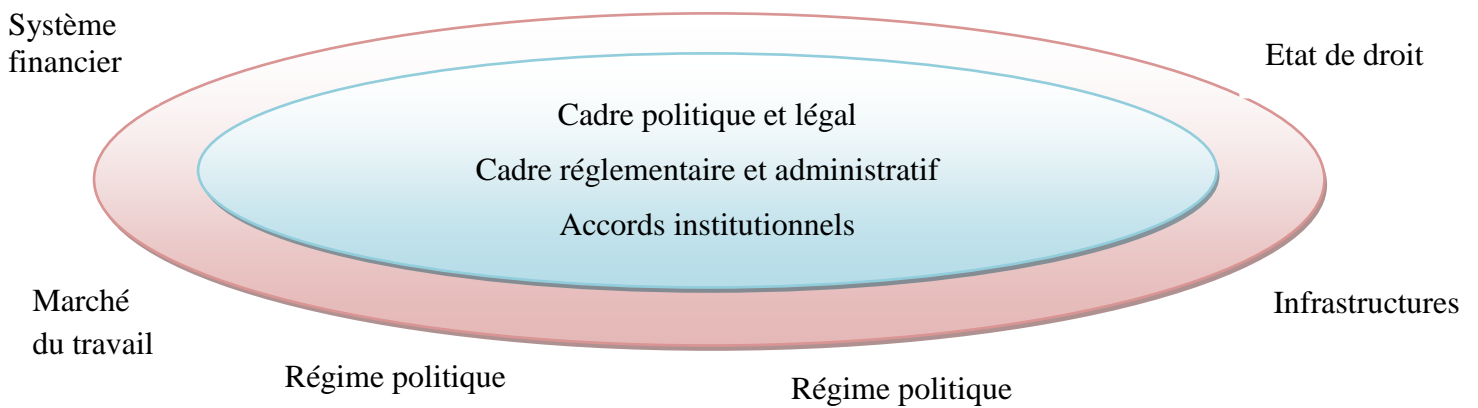 Système
financier
Etat de droit
Cadre politique et légal
Cadre réglementaire et administratif
Accords institutionnels
Marché
du travail
Infrastructures
Régime politique
Régime politique